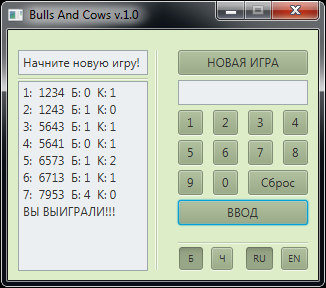 Bulls And Cows v.1.0
Начните новую игру!
1: 1234 Б: 0 К: 1
2: 1243 Б: 1 К: 0
3: 5643 Б: 1 К: 1
4: 5641 Б: 0 К: 1
5: 6573 Б: 1 К: 2
6: 6713 Б: 1 К: 1
7: 7953 Б: 4 К: 0
ВЫ ВЫИГРАЛИ!!!
НОВАЯ ИГРА
1 2 3 4
5 6 7 8
9 0 Сброс
ВВОД
Б Ч RU EN